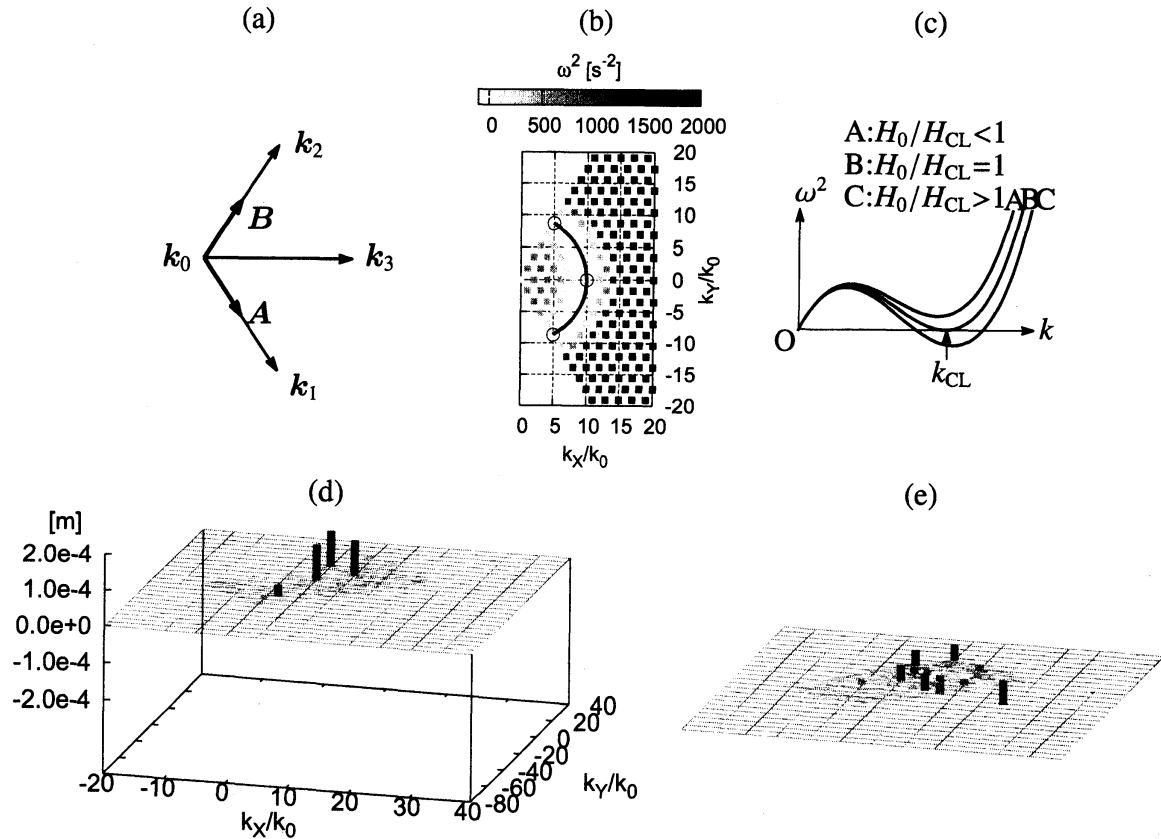 (a)
(b)
(c)
ω² [s⁻²]
0 500 1000 1500 2000
k₂
B
k₀
k₃
A
k₁
20
15
10
5
0
-5
-10
-15
-20
k_Y/k₀
0 5 10 15 20
k_X/k₀
A:H₀/H_CL<1
B:H₀/H_CL=1
C:H₀/H_CL>1
ABC
ω²
O
k
k_CL
(d)
(e)
[m]
2.0e-4
1.0e-4
0.0e+0
-1.0e-4
-2.0e-4
-20 -10 0 10 20 30 40
k_X/k₀
40
20
0
-20
-40
-60
-80
k_Y/k₀